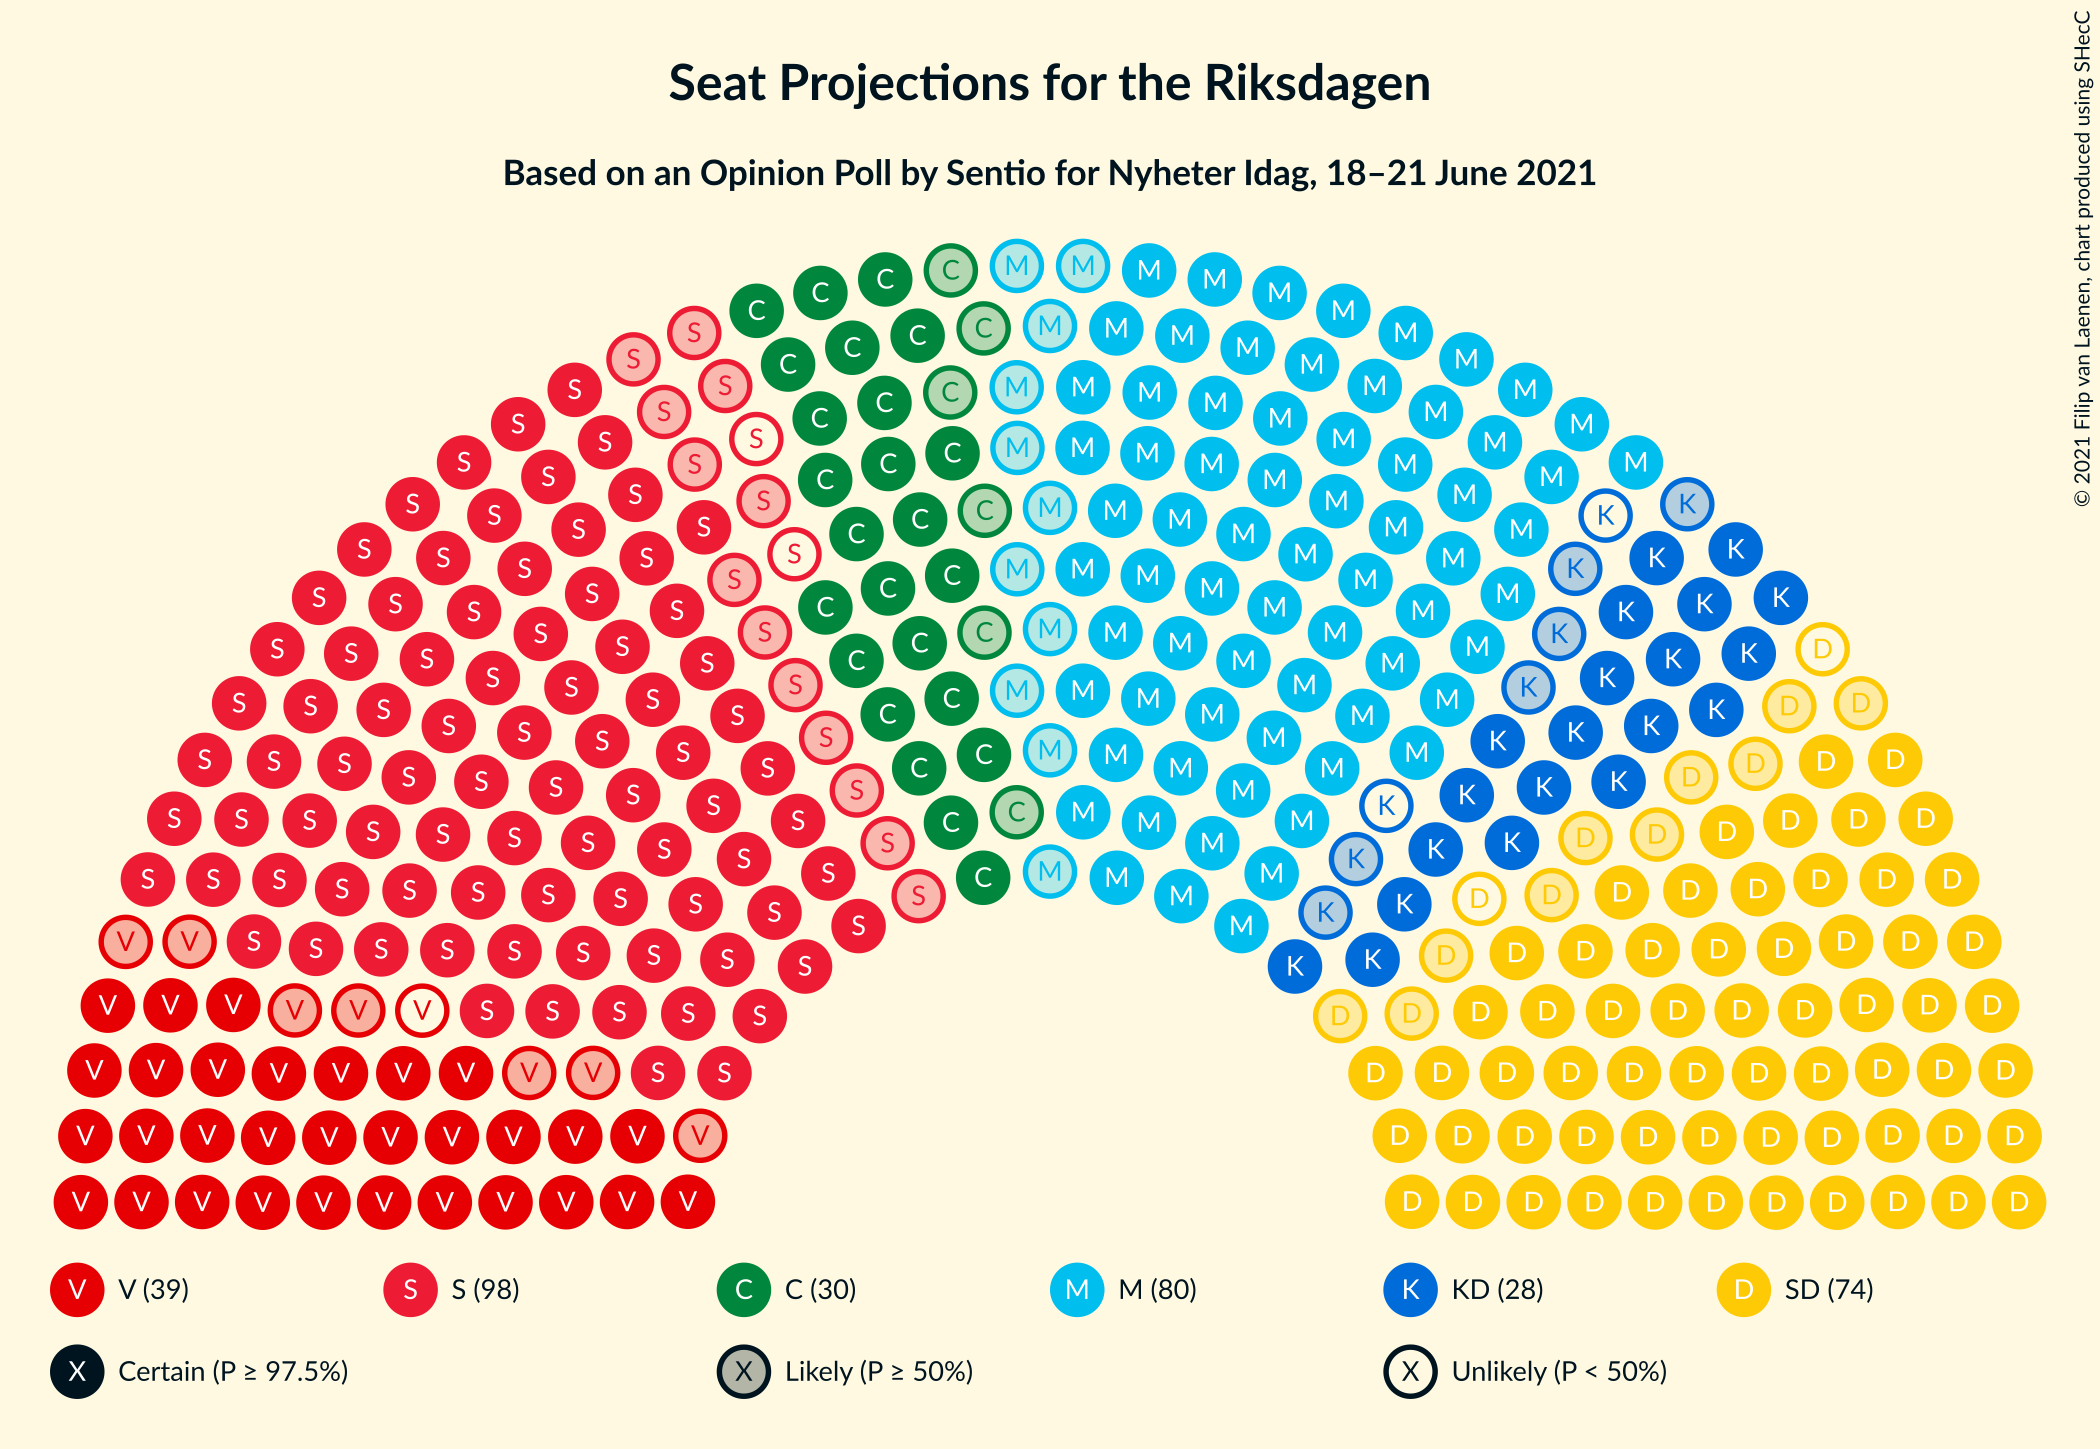 Seat Projections for the Riksdagen
Based on an Opinion Poll by Sentio for Nyheter Idag, 18–21 June 2021
© 2021 Filip van Laenen, chart produced using SHecC
V V (39) S S (98) C C (30) M M (80) K KD (28) D SD (74)
X Certain (P ≥ 97.5%) X Likely (P ≥ 50%) X Unlikely (P < 50%)